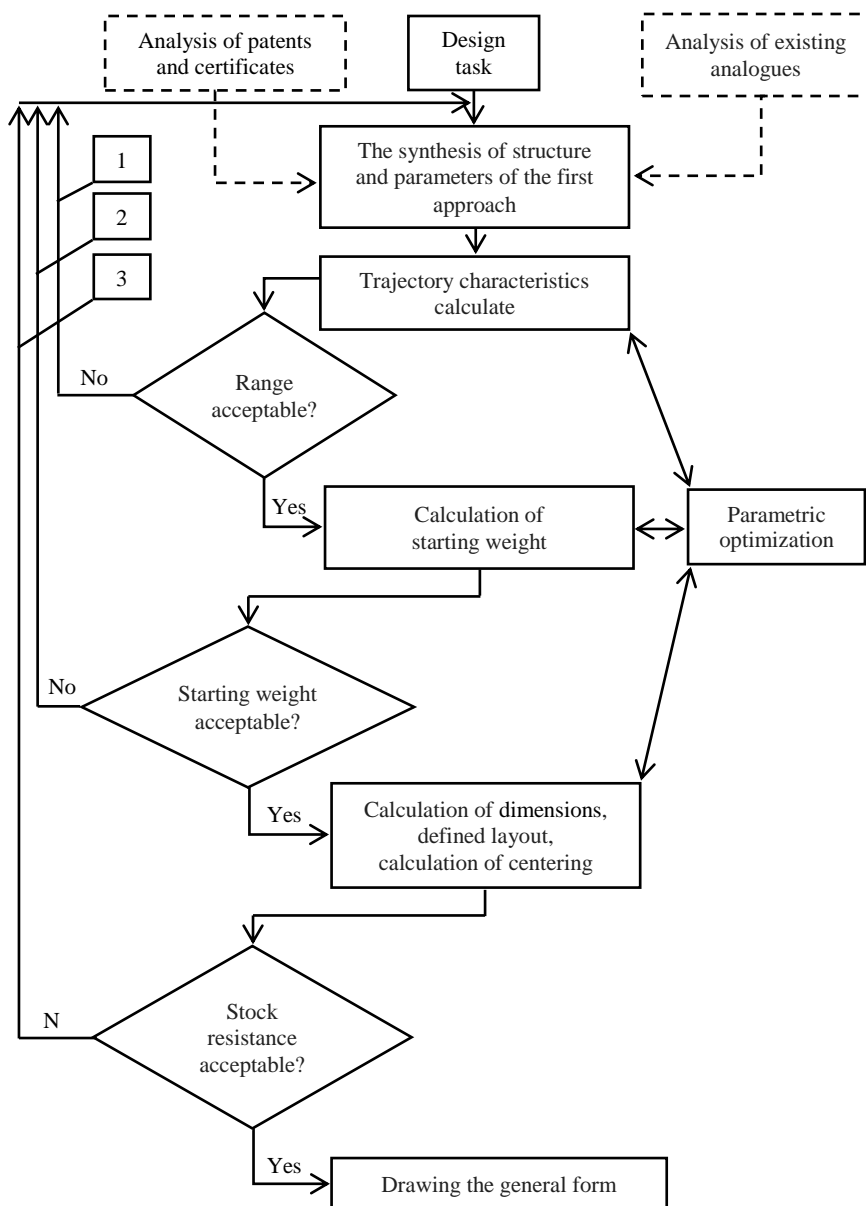 Analysis of patents
and certificates
Design
task
Analysis of existing
analogues
The synthesis of structure
and parameters of the first
approach
1
2
3
Trajectory characteristics
calculate
No
Range
acceptable?
Yes
Calculation of
starting weight
Parametric
optimization
No
Starting weight
acceptable?
Yes
Calculation of dimensions,
defined layout,
calculation of centering
N
Stock
resistance
acceptable?
Yes
Drawing the general form